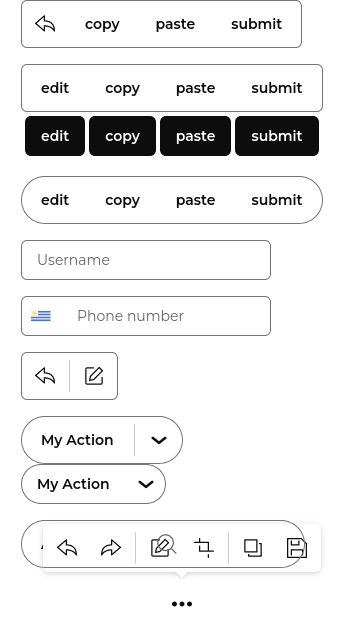 copy paste submit
edit copy paste submit
edit copy paste submit
edit copy paste submit
Username
Phone number
My Action
My Action